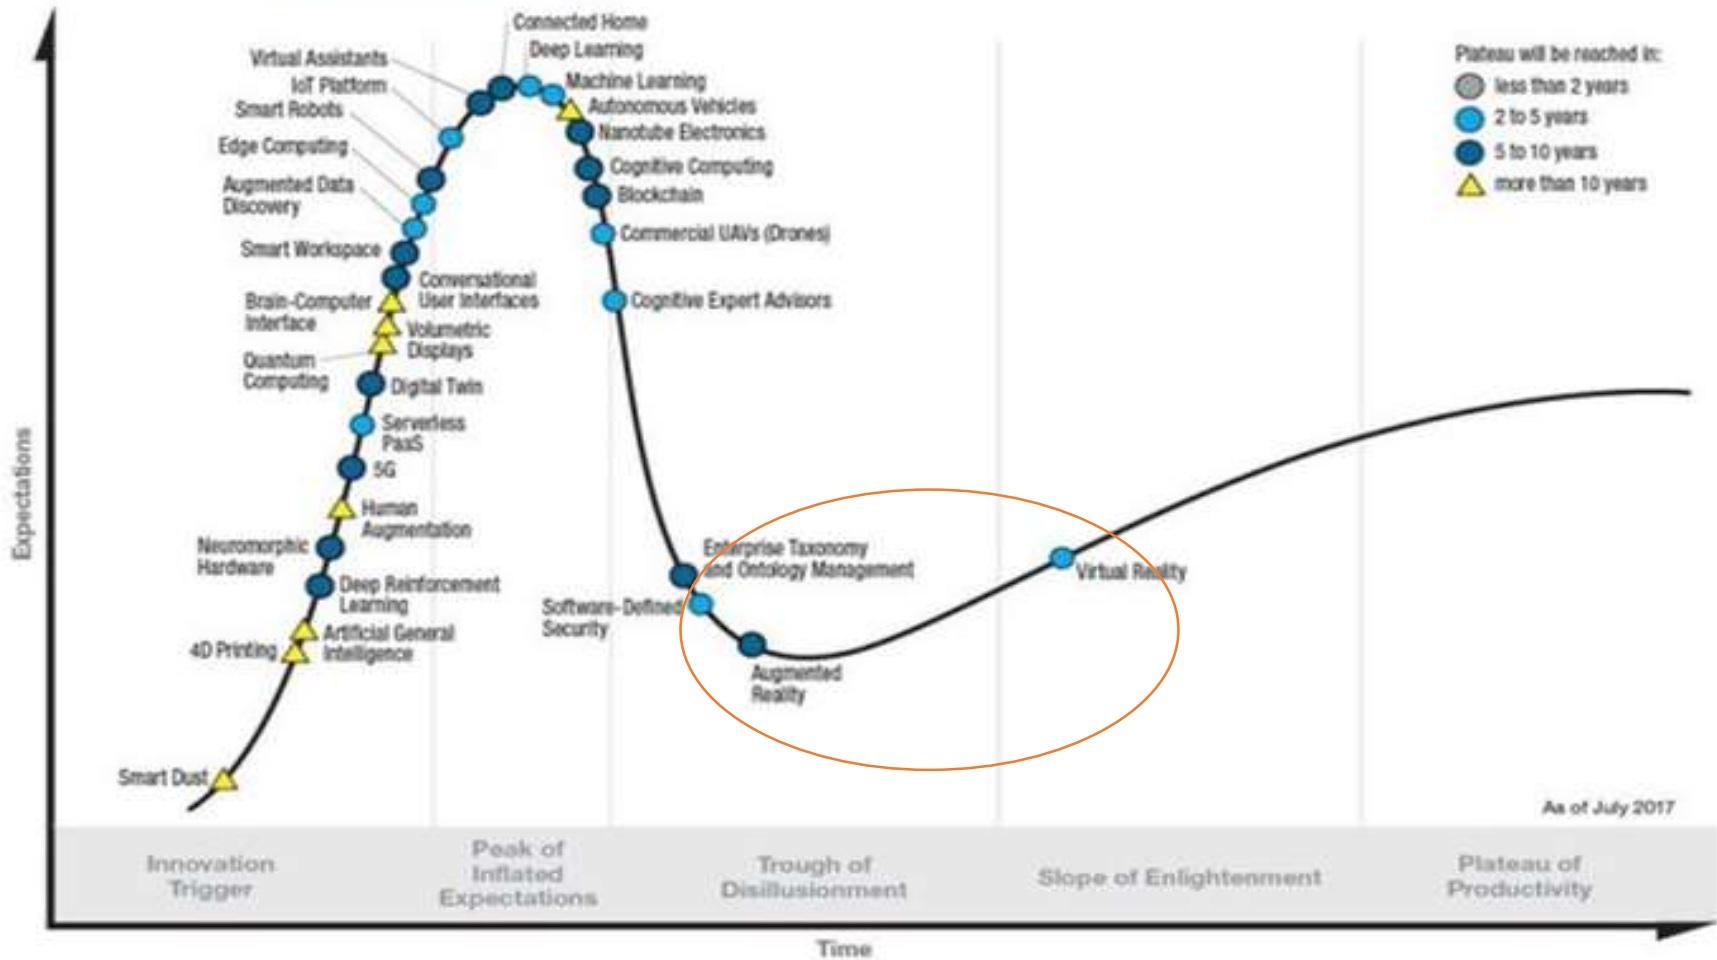 Connected Home
Deep Learning
Virtual Assistants
Machine Learning
IoT Platform
Autonomous Vehicles
Smart Robots
Nanotube Electronics
Edge Computing
Cognitive Computing
Augmented Data
Discovery
Blockchain
Commercial UAVs (Drones)
Smart Workspace
Conversational
User Interfaces
Brain-Computer
Interface
Cognitive Expert Advisors
Volumetric
Displays
Quantum
Computing
Digital Twin
Serverless
PaaS
5G
Human
Augmentation
Neuromorphic
Hardware
Deep Reinforcement
Learning
Artificial General
Intelligence
4D Printing
Smart Dust
Enterprise Taxonomy
and Ontology Management
Software-Defined
Security
Augmented
Reality
Virtual Reality
Plateau will be reached in:
less than 2 years
2 to 5 years
5 to 10 years
more than 10 years
As of July 2017
Expectations
Innovation
Trigger
Peak of
Inflated
Expectations
Trough of
Disillusionment
Slope of Enlightenment
Plateau of
Productivity
Time